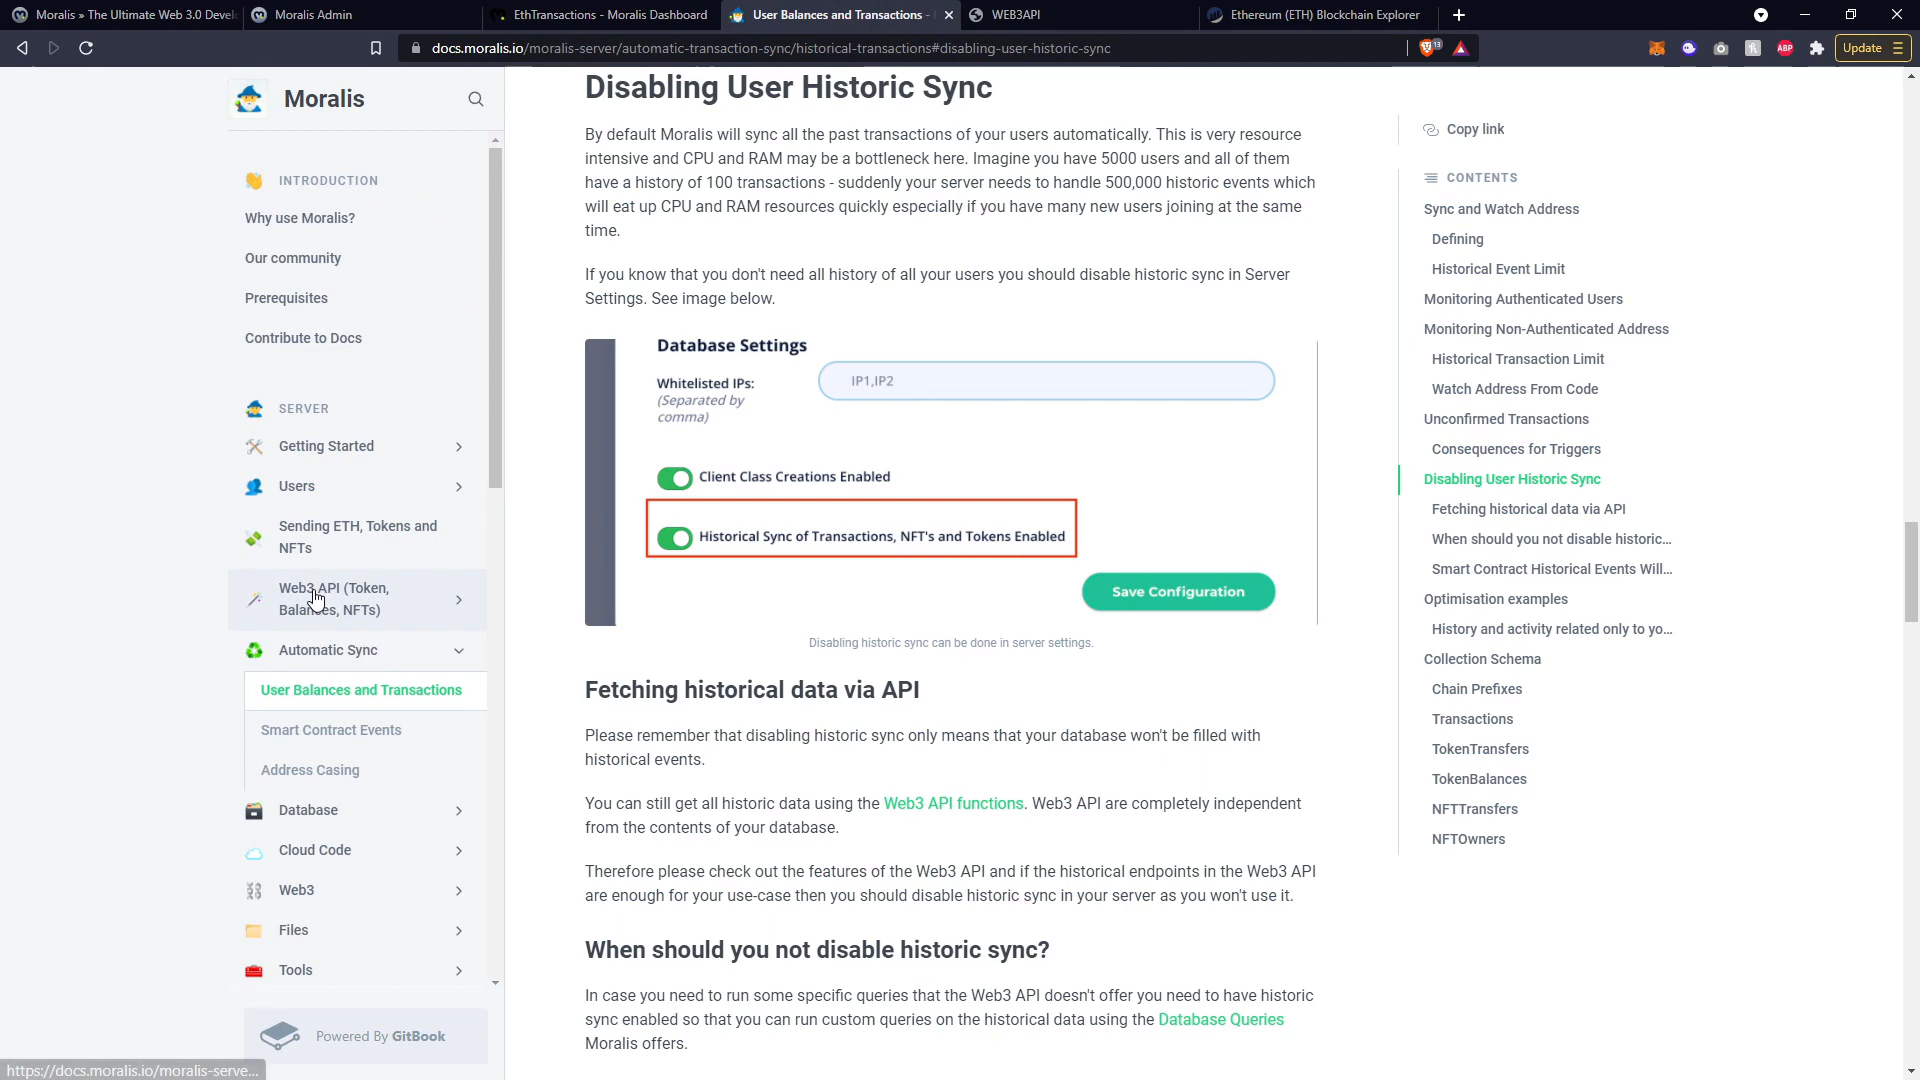 Moralis » The Ultimate Web 3.0 Devel
Moralis Admin
EthTransactions - Moralis Dashboard
User Balances and Transactions -
WEB3API
Ethereum (ETH) Blockchain Explorer
docs.moralis.io/moralis-server/automatic-transaction-sync/historical-transactions#disabling-user-historic-sync
13
ABP
Update
Moralis
INTRODUCTION
Why use Moralis?
Our community
Prerequisites
Contribute to Docs
SERVER
Getting Started
Users
Sending ETH, Tokens and
NFTs
Web3 API (Token,
Balances, NFTs)
Automatic Sync
User Balances and Transactions
Smart Contract Events
Address Casing
Database
Cloud Code
Web3
Files
Tools
Powered By GitBook
https://docs.moralis.io/moralis-serve...
Disabling User Historic Sync
By default Moralis will sync all the past transactions of your users automatically. This is very resource
intensive and CPU and RAM may be a bottleneck here. Imagine you have 5000 users and all of them
have a history of 100 transactions - suddenly your server needs to handle 500,000 historic events which
will eat up CPU and RAM resources quickly especially if you have many new users joining at the same
time.
If you know that you don't need all history of all your users you should disable historic sync in Server
Settings. See image below.
Database Settings
Whitelisted IPs:
(Separated by
comma)
IP1,IP2
Client Class Creations Enabled
Historical Sync of Transactions, NFT's and Tokens Enabled
Save Configuration
Disabling historic sync can be done in server settings.
Fetching historical data via API
Please remember that disabling historic sync only means that your database won't be filled with
historical events.
You can still get all historic data using the Web3 API functions. Web3 API are completely independent
from the contents of your database.
Therefore please check out the features of the Web3 API and if the historical endpoints in the Web3 API
are enough for your use-case then you should disable historic sync in your server as you won't use it.
When should you not disable historic sync?
In case you need to run some specific queries that the Web3 API doesn't offer you need to have historic
sync enabled so that you can run custom queries on the historical data using the Database Queries
Moralis offers.
Copy link
CONTENTS
Sync and Watch Address
Defining
Historical Event Limit
Monitoring Authenticated Users
Monitoring Non-Authenticated Address
Historical Transaction Limit
Watch Address From Code
Unconfirmed Transactions
Consequences for Triggers
Disabling User Historic Sync
Fetching historical data via API
When should you not disable historic...
Smart Contract Historical Events Will...
Optimisation examples
History and activity related only to yo...
Collection Schema
Chain Prefixes
Transactions
TokenTransfers
TokenBalances
NFTTransfers
NFTOwners